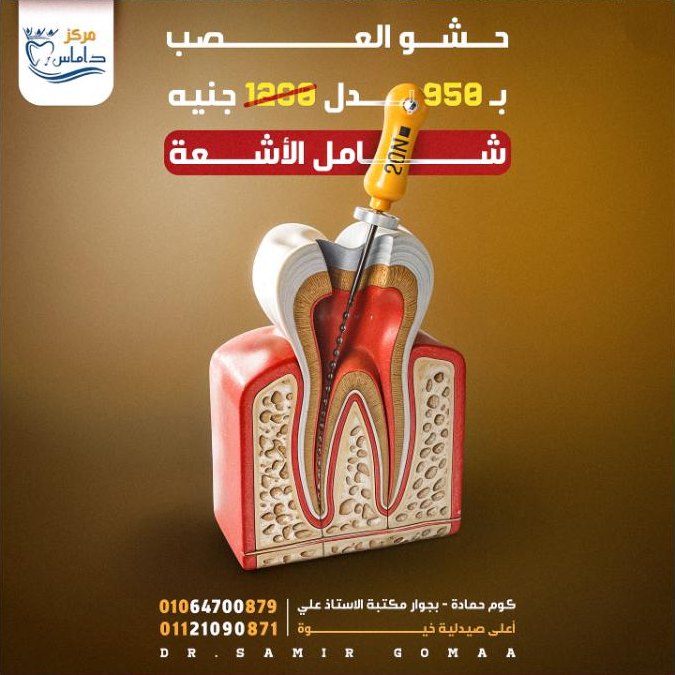 مركز
داماس
حشو العصب
بـ 950 بدل 1200 جنيه
شامل الأشعة
20N
كوم حمادة - بجوار مكتبة الاستاذ علي | 01064700879
أعلى صيدلية خيوة | 01121090871
DR.SAMIR GOMAA